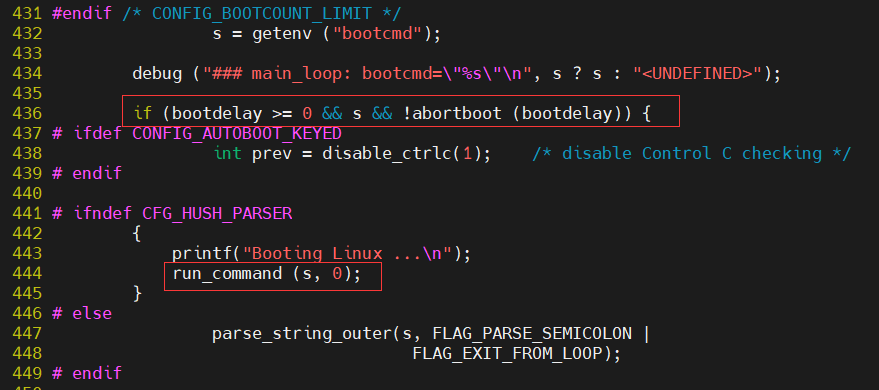 431 #endif /* CONFIG_BOOTCOUNT_LIMIT */
432                 s = getenv ("bootcmd");
433
434         debug ("### main_loop: bootcmd=\"%s\"\n", s ? s : "<UNDEFINED>");
435
436         if (bootdelay >= 0 && s && !abortboot (bootdelay)) {
437 # ifdef CONFIG_AUTOBOOT_KEYED
438                 int prev = disable_ctrlc(1);    /* disable Control C checking */
439 # endif
440
441 # ifndef CFG_HUSH_PARSER
442         {
443             printf("Booting Linux ...\n");
444             run_command (s, 0);
445         }
446 # else
447                 parse_string_outer(s, FLAG_PARSE_SEMICOLON |
448                                     FLAG_EXIT_FROM_LOOP);
449 # endif